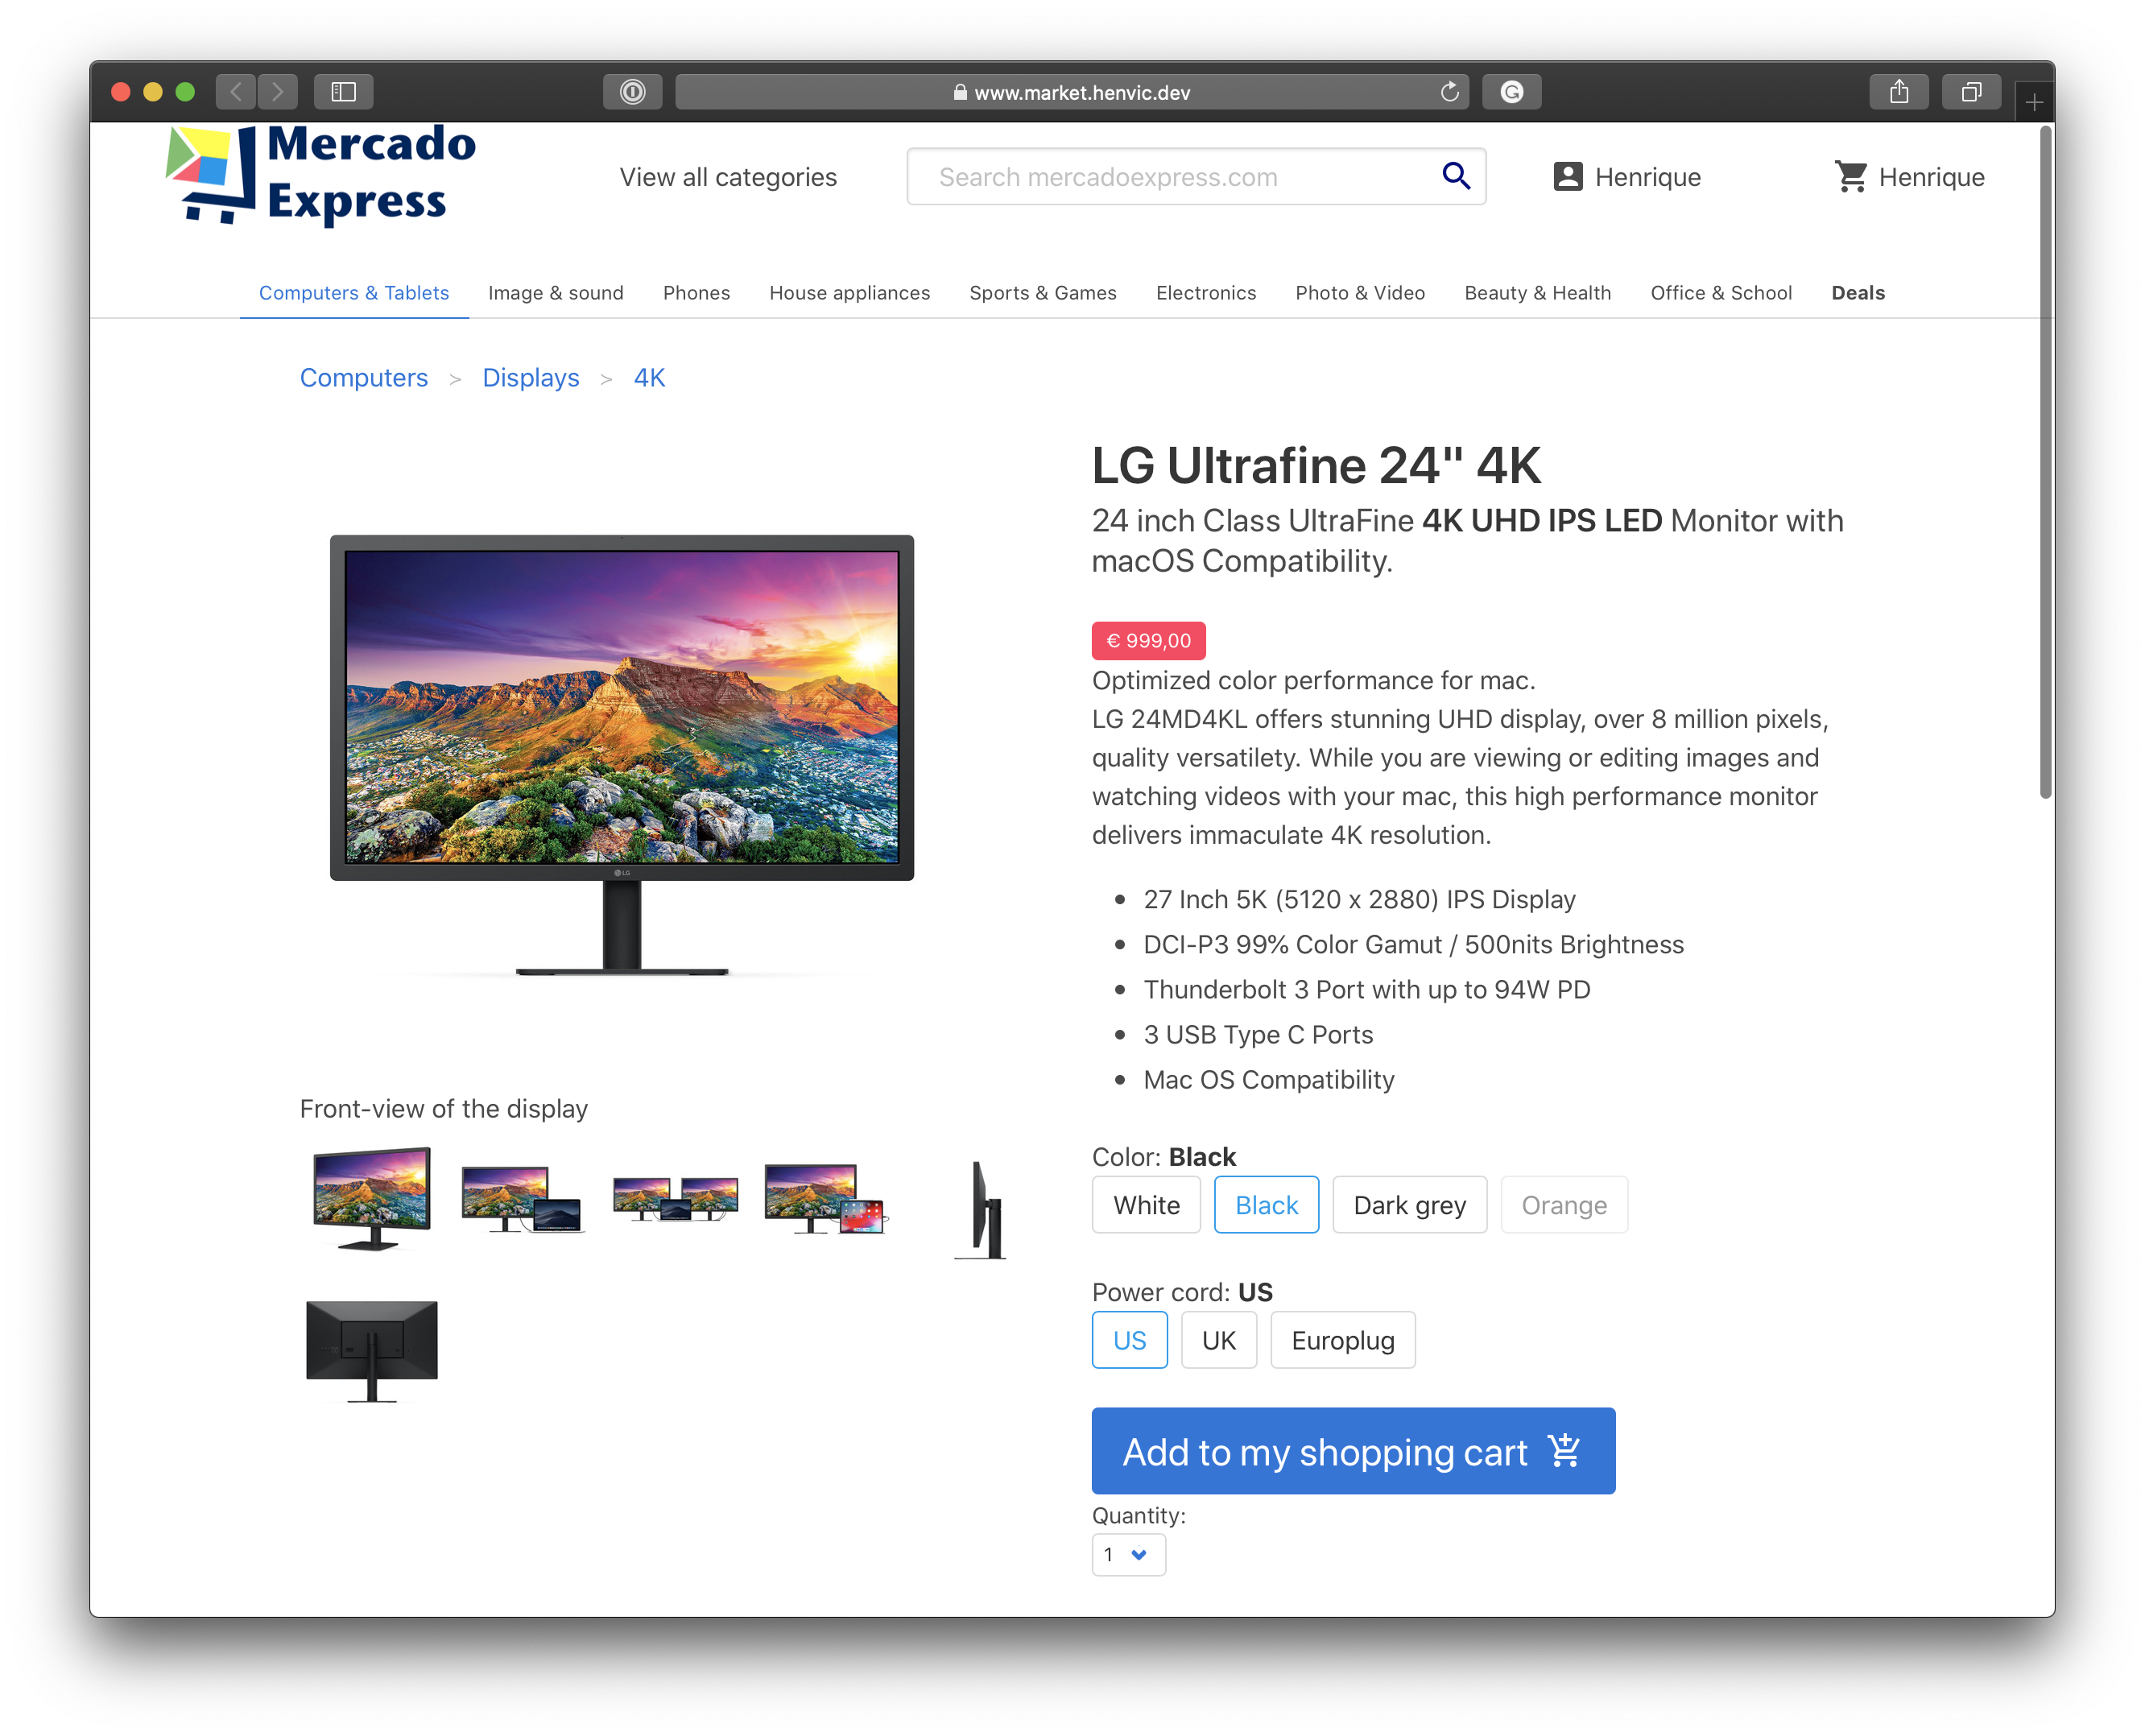 www.market.henvic.dev
Mercado
Express
View all categories
Search mercadoexpress.com
Henrique
Henrique
Computers & Tablets
Image & sound
Phones
House appliances
Sports & Games
Electronics
Photo & Video
Beauty & Health
Office & School
Deals
Computers > Displays > 4K
LG Ultrafine 24" 4K
24 inch Class UltraFine 4K UHD IPS LED Monitor with
macOS Compatibility.
€ 999,00
Optimized color performance for mac.
LG 24MD4KL offers stunning UHD display, over 8 million pixels,
quality versatilety. While you are viewing or editing images and
watching videos with your mac, this high performance monitor
delivers immaculate 4K resolution.
• 27 Inch 5K (5120 x 2880) IPS Display
• DCI-P3 99% Color Gamut / 500nits Brightness
• Thunderbolt 3 Port with up to 94W PD
• 3 USB Type C Ports
• Mac OS Compatibility
LG
Front-view of the display
Color: Black
White
Black
Dark grey
Orange
Power cord: US
US
UK
Europlug
Add to my shopping cart
Quantity:
1